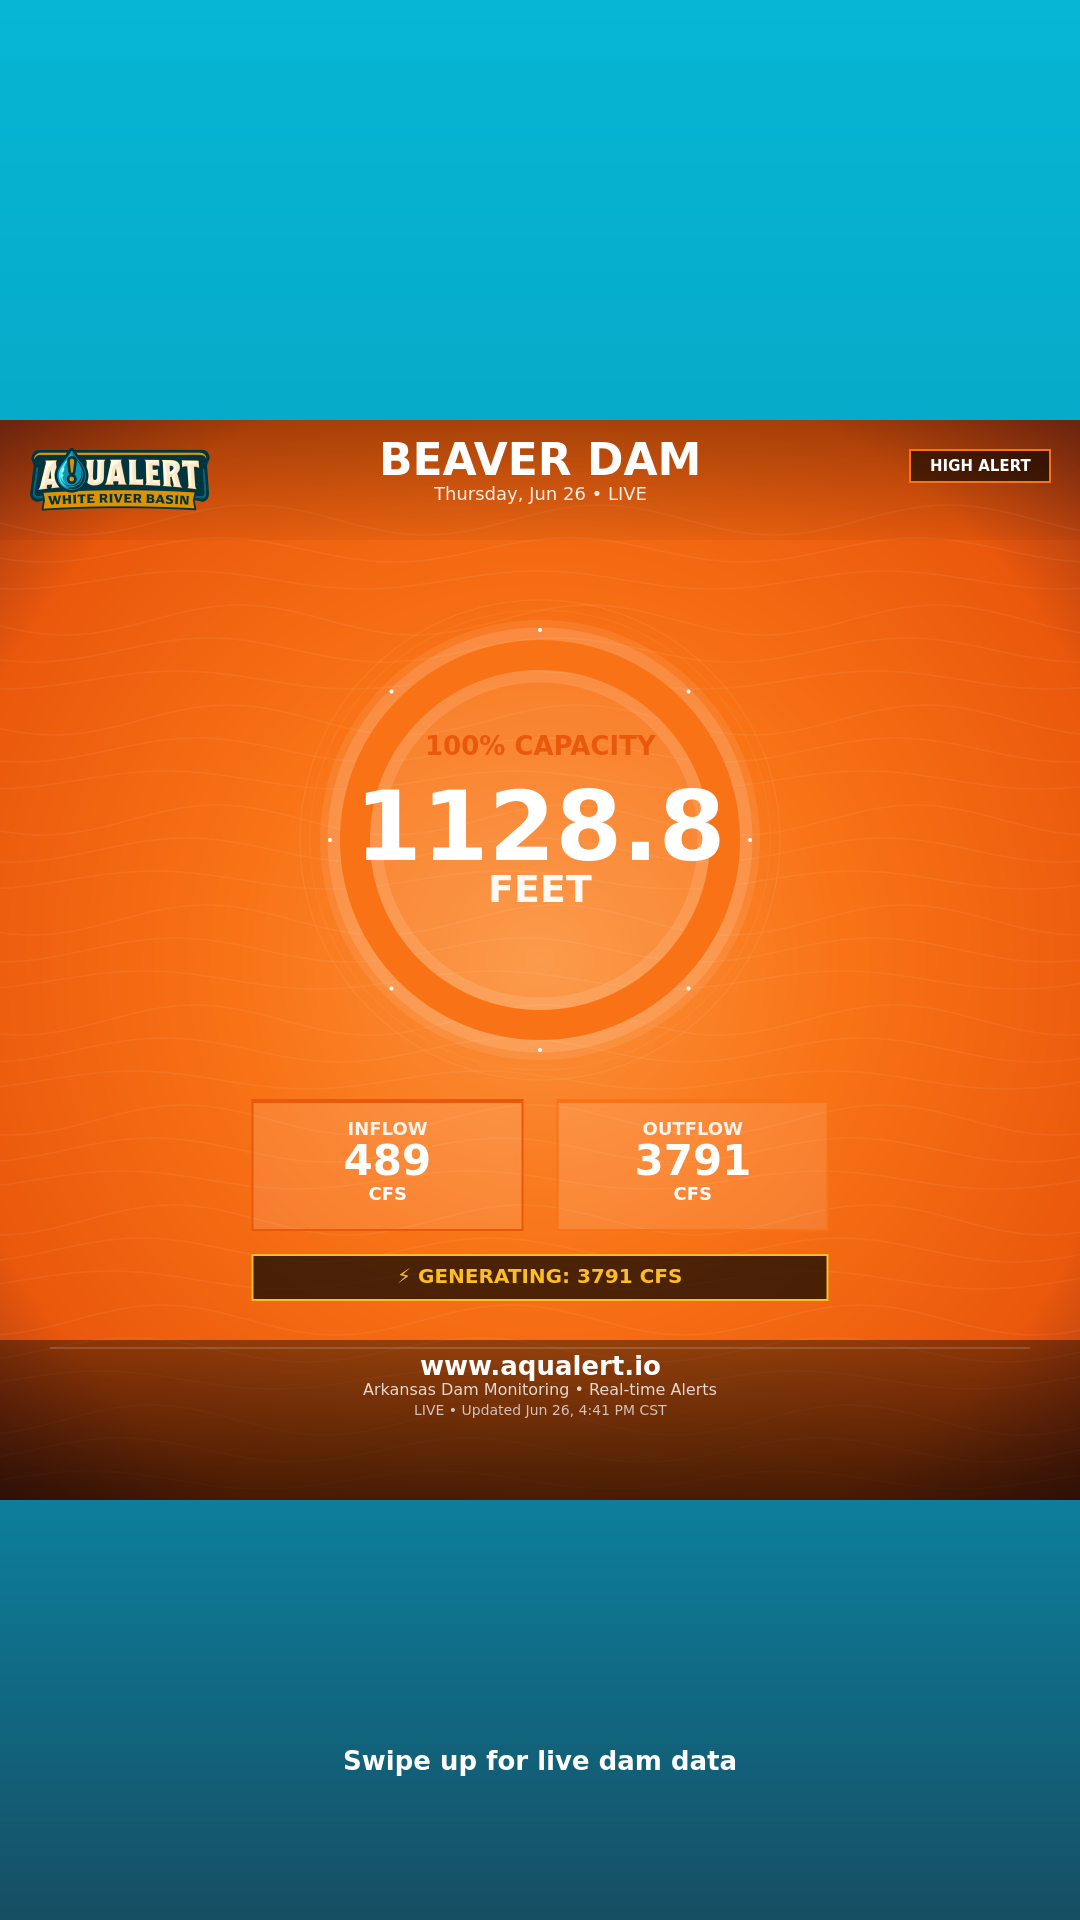 AQUALERT
WHITE RIVER BASIN
BEAVER DAM
Thursday, Jun 26 • LIVE
HIGH ALERT
100% CAPACITY
1128.8
FEET
INFLOW
489
CFS
OUTFLOW
3791
CFS
⚡ GENERATING: 3791 CFS
www.aqualert.io
Arkansas Dam Monitoring • Real-time Alerts
LIVE • Updated Jun 26, 4:41 PM CST
Swipe up for live dam data